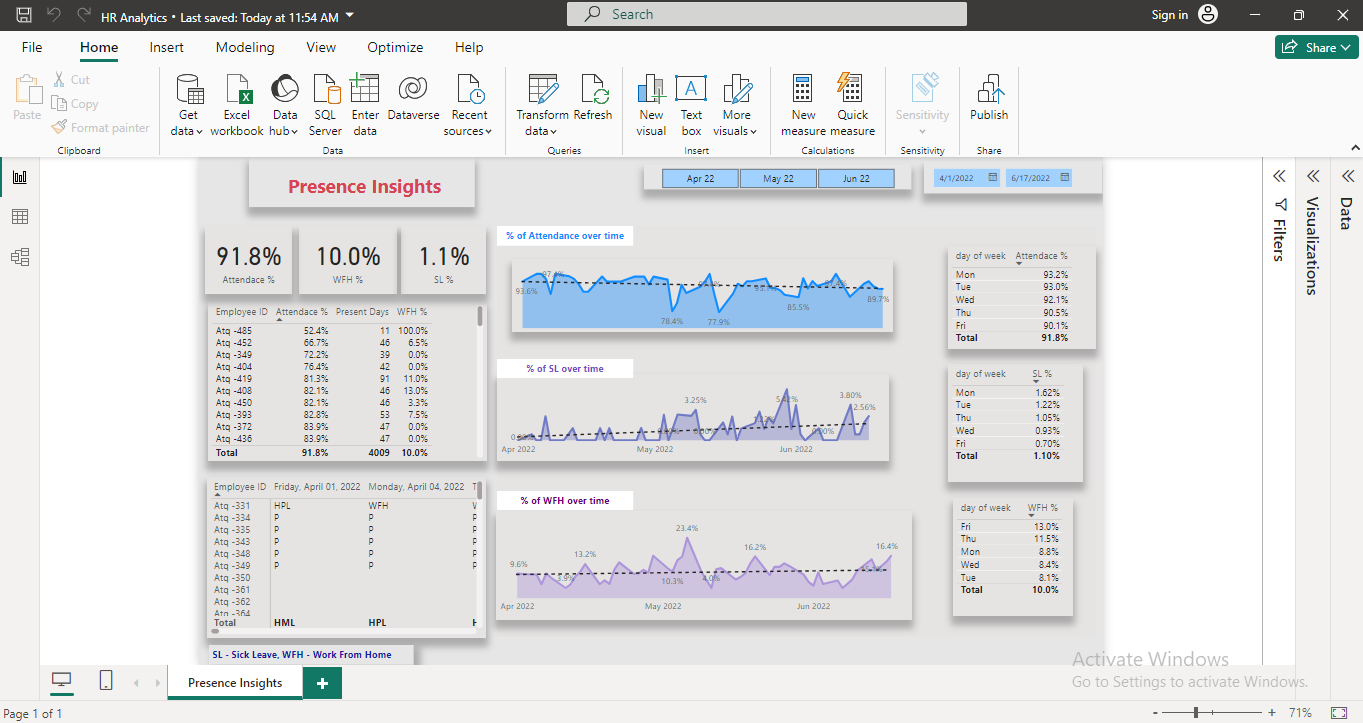 HR Analytics • Last saved: Today at 11:54 AM
Search
Sign in
File Home Insert Modeling View Optimize Help
Share
Paste
Cut
Copy
Format painter
Clipboard
Get data
Excel workbook
Data hub
SQL Server
Enter data
Dataverse
Recent sources
Data
Transform data
Refresh
Queries
New visual
Text box
More visuals
Insert
New measure
Quick measure
Calculations
Sensitivity
Sensitivity
Publish
Share
Presence Insights
Apr 22 May 22 Jun 22
4/1/2022 6/17/2022
91.8%
Attendace %
10.0%
WFH %
1.1%
SL %
Employee ID Attendace % Present Days WFH %
Atq -485 52.4% 11 100.0%
Atq -452 66.7% 46 6.5%
Atq -349 72.2% 39 0.0%
Atq -404 76.4% 42 0.0%
Atq -419 81.3% 91 11.0%
Atq -408 82.1% 46 13.0%
Atq -450 82.1% 46 3.3%
Atq -393 82.8% 53 7.5%
Atq -372 83.9% 47 0.0%
Atq -436 83.9% 47 0.0%
Total 91.8% 4009 10.0%
Employee ID Friday, April 01, 2022 Monday, April 04, 2022 T
Atq -331 HPL WFH
Atq -334 P P P
Atq -335 P P P
Atq -343 P P P
Atq -348 P P P
Atq -349 P P P
Atq -350
Atq -361
Atq -362
Atq -364
Total HML HPL
SL - Sick Leave, WFH - Work From Home
% of Attendance over time
93.6%
78.4%
77.9%
85.5%
89.7%
% of SL over time
3.25%
3.80%
2.56%
Apr 2022 May 2022 Jun 2022
% of WFH over time
9.6%
3.9%
13.2%
23.4%
10.3%
4.0%
16.2%
16.4%
Apr 2022 May 2022 Jun 2022
day of week Attendace %
Mon 93.2%
Tue 93.0%
Wed 92.1%
Thu 90.5%
Fri 90.1%
Total 91.8%
day of week SL %
Mon 1.62%
Tue 1.22%
Thu 1.05%
Wed 0.93%
Fri 0.70%
Total 1.10%
day of week WFH %
Fri 13.0%
Thu 11.5%
Mon 8.8%
Wed 8.4%
Tue 8.1%
Total 10.0%
Filters
Visualizations
Data
Activate Windows
Go to Settings to activate Windows.
Presence Insights
+
Page 1 of 1
- + 71%